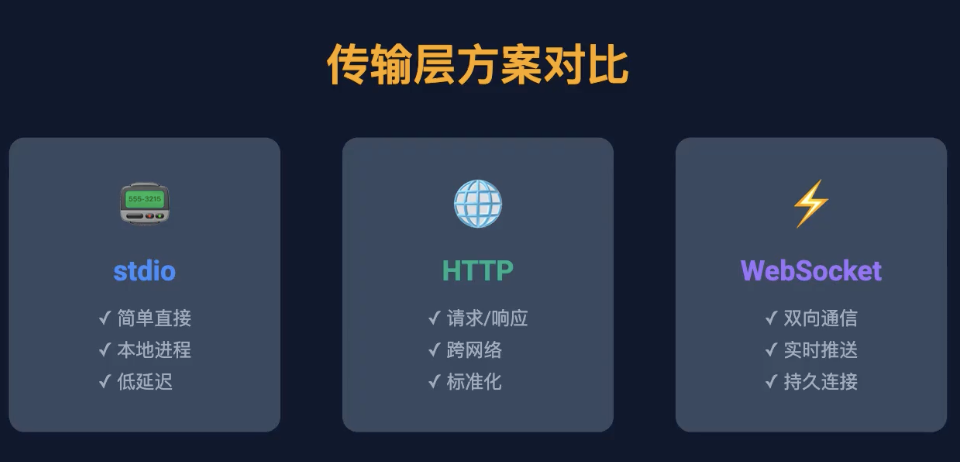 传输层方案对比
559-3215
stdio
✓ 简单直接
✓ 本地进程
✓ 低延迟
HTTP
✓ 请求/响应
✓ 跨网络
✓ 标准化
WebSocket
✓ 双向通信
✓ 实时推送
✓ 持久连接